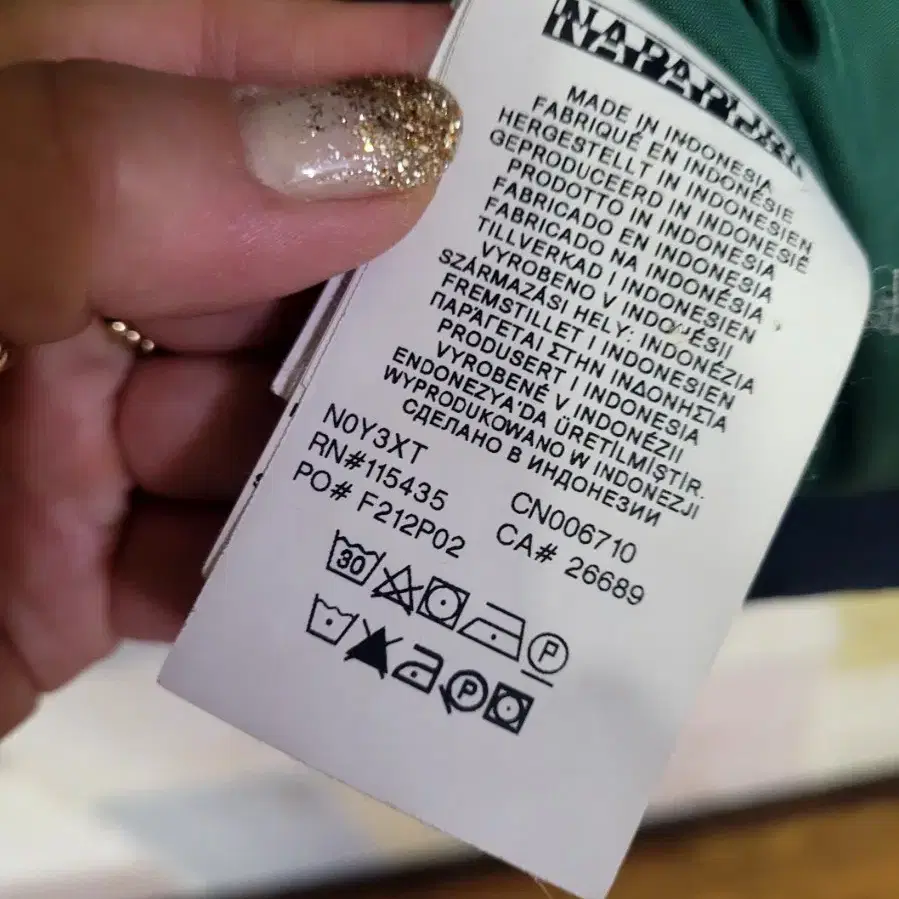 NAPAPIJRI
MADE IN INDONESIA
FABRIQUÉ EN INDONÉSIE
HERGESTELLT IN INDONESIEN
GEPRODUCEERD IN INDONESIË
PRODOTTO IN INDONESIA
FABRICADO EN INDONESIA
FABRICADO NA INDONÉSIA
TILLVERKAD I INDONESIEN
VYROBENO V INDONÉSII
SZÁRMAZÁSI HELY: INDONÉZIA
FREMSTILLET I INDONESIEN
ΠΑΡΑΓΕΤΑΙ ΣΤΗΝ ΙΝΔΟΝΗΣΙΑ
PRODUSERT I INDONESIA
VYROBENÉ V INDONÉZII
ENDONEZYA'DA ÜRETILMIŞTIR.
WYPRODUKOWANO W INDONEZJI
СДЕЛАНО В ИНДОНЕЗИИ
N0Y3XT CN006710
RN#115435 CA# 26689
PO# F212P02
30 P
P